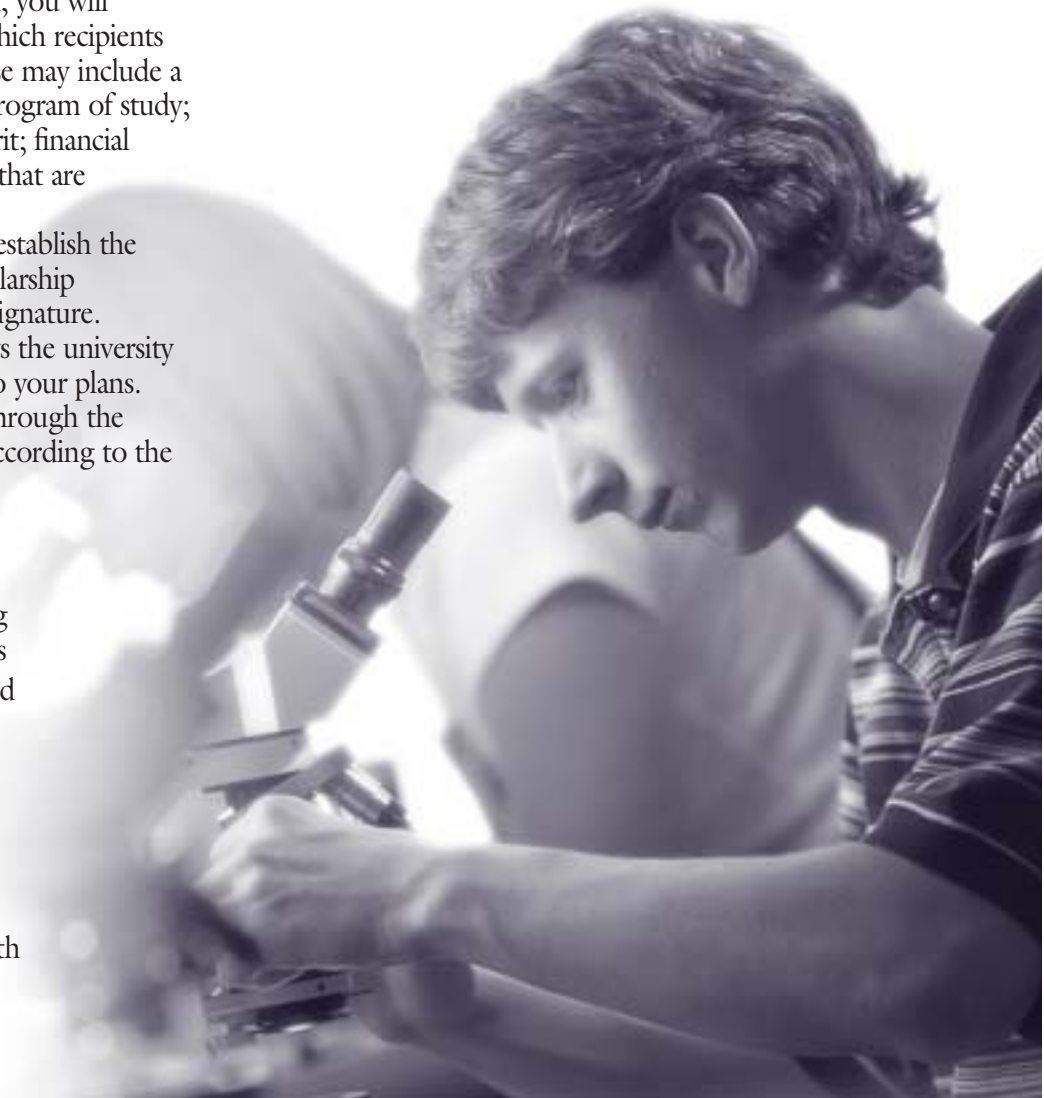 , you will
hich recipients
e may include a
rogram of study;
rit; financial
that are
establish the
larship
ignature.
s the university
o your plans.
hrough the
ccording to the
g
s
d
th